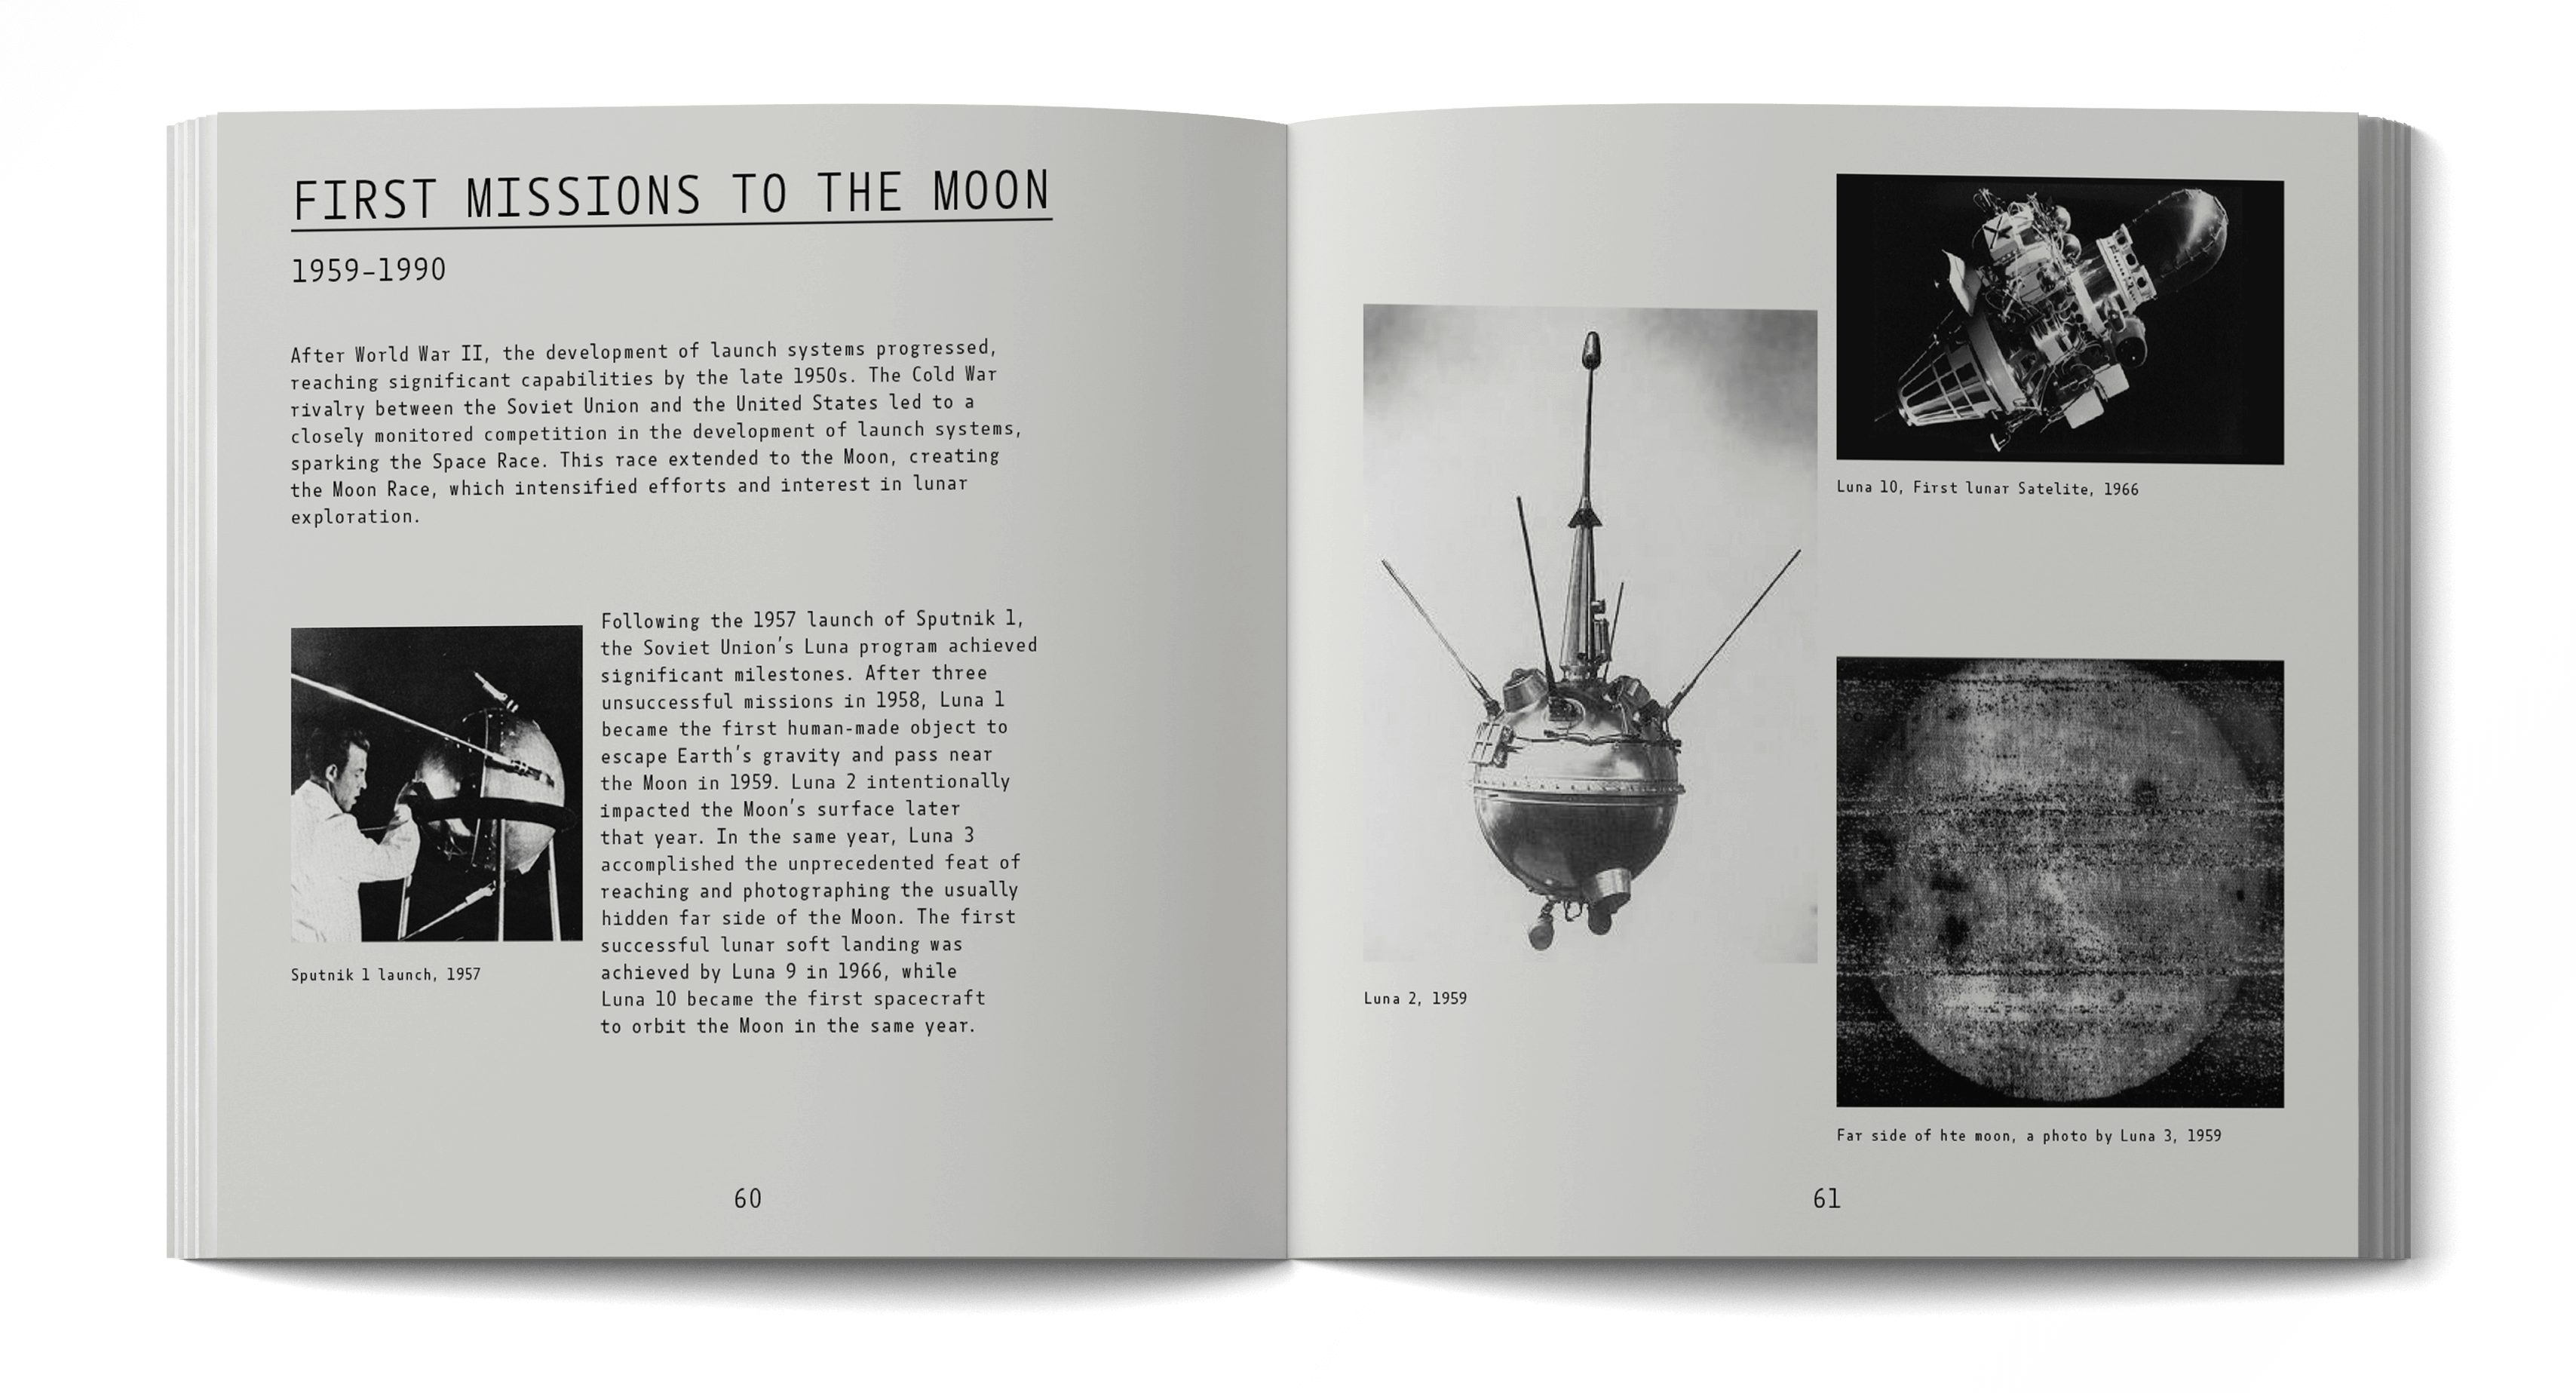 FIRST MISSIONS TO THE MOON
1959–1990
After World War II, the development of launch systems progressed,
reaching significant capabilities by the late 1950s. The Cold War
rivalry between the Soviet Union and the United States led to a
closely monitored competition in the development of launch systems,
sparking the Space Race. This race extended to the Moon, creating
the Moon Race, which intensified efforts and interest in lunar
exploration.
Following the 1957 launch of Sputnik 1,
the Soviet Union's Luna program achieved
significant milestones. After three
unsuccessful missions in 1958, Luna 1
became the first human-made object to
escape Earth's gravity and pass near
the Moon in 1959. Luna 2 intentionally
impacted the Moon's surface later
that year. In the same year, Luna 3
accomplished the unprecedented feat of
reaching and photographing the usually
hidden far side of the Moon. The first
successful lunar soft landing was
achieved by Luna 9 in 1966, while
Luna 10 became the first spacecraft
to orbit the Moon in the same year.
Sputnik 1 launch, 1957
60
Luna 10, First lunar Satelite, 1966
Luna 2, 1959
Far side of hte moon, a photo by Luna 3, 1959
61